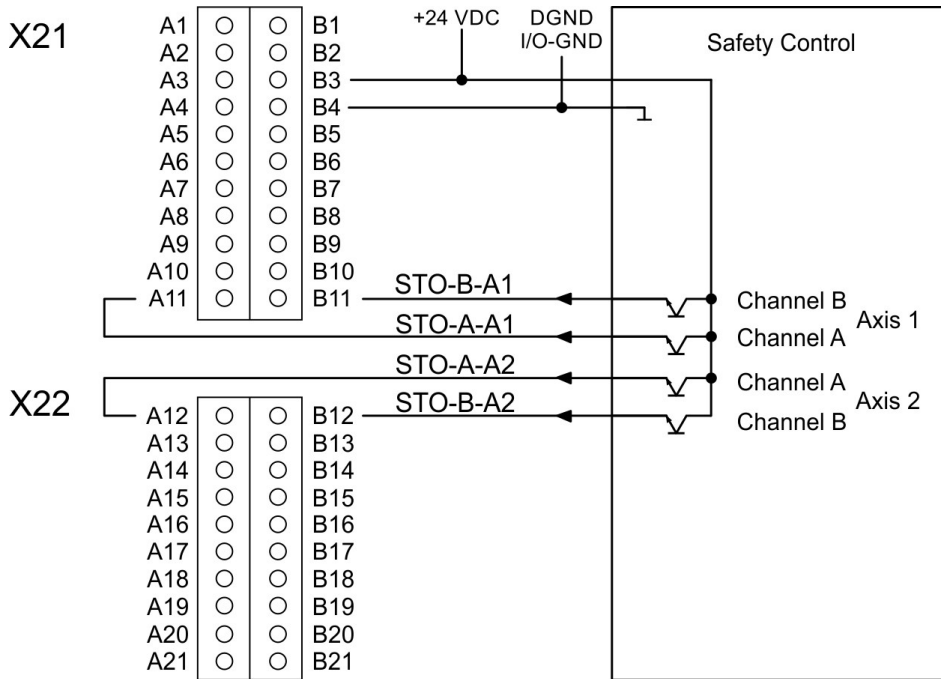 X21
+24 VDC
DGND
I/O-GND
Safety Control
A1 B1
A2 B2
A3 B3
A4 B4
A5 B5
A6 B6
A7 B7
A8 B8
A9 B9
A10 B10
A11 B11
STO-B-A1
Channel B
Axis 1
STO-A-A1
Channel A
STO-A-A2
Channel A
Axis 2
STO-B-A2
Channel B
X22
A12 B12
A13 B13
A14 B14
A15 B15
A16 B16
A17 B17
A18 B18
A19 B19
A20 B20
A21 B21